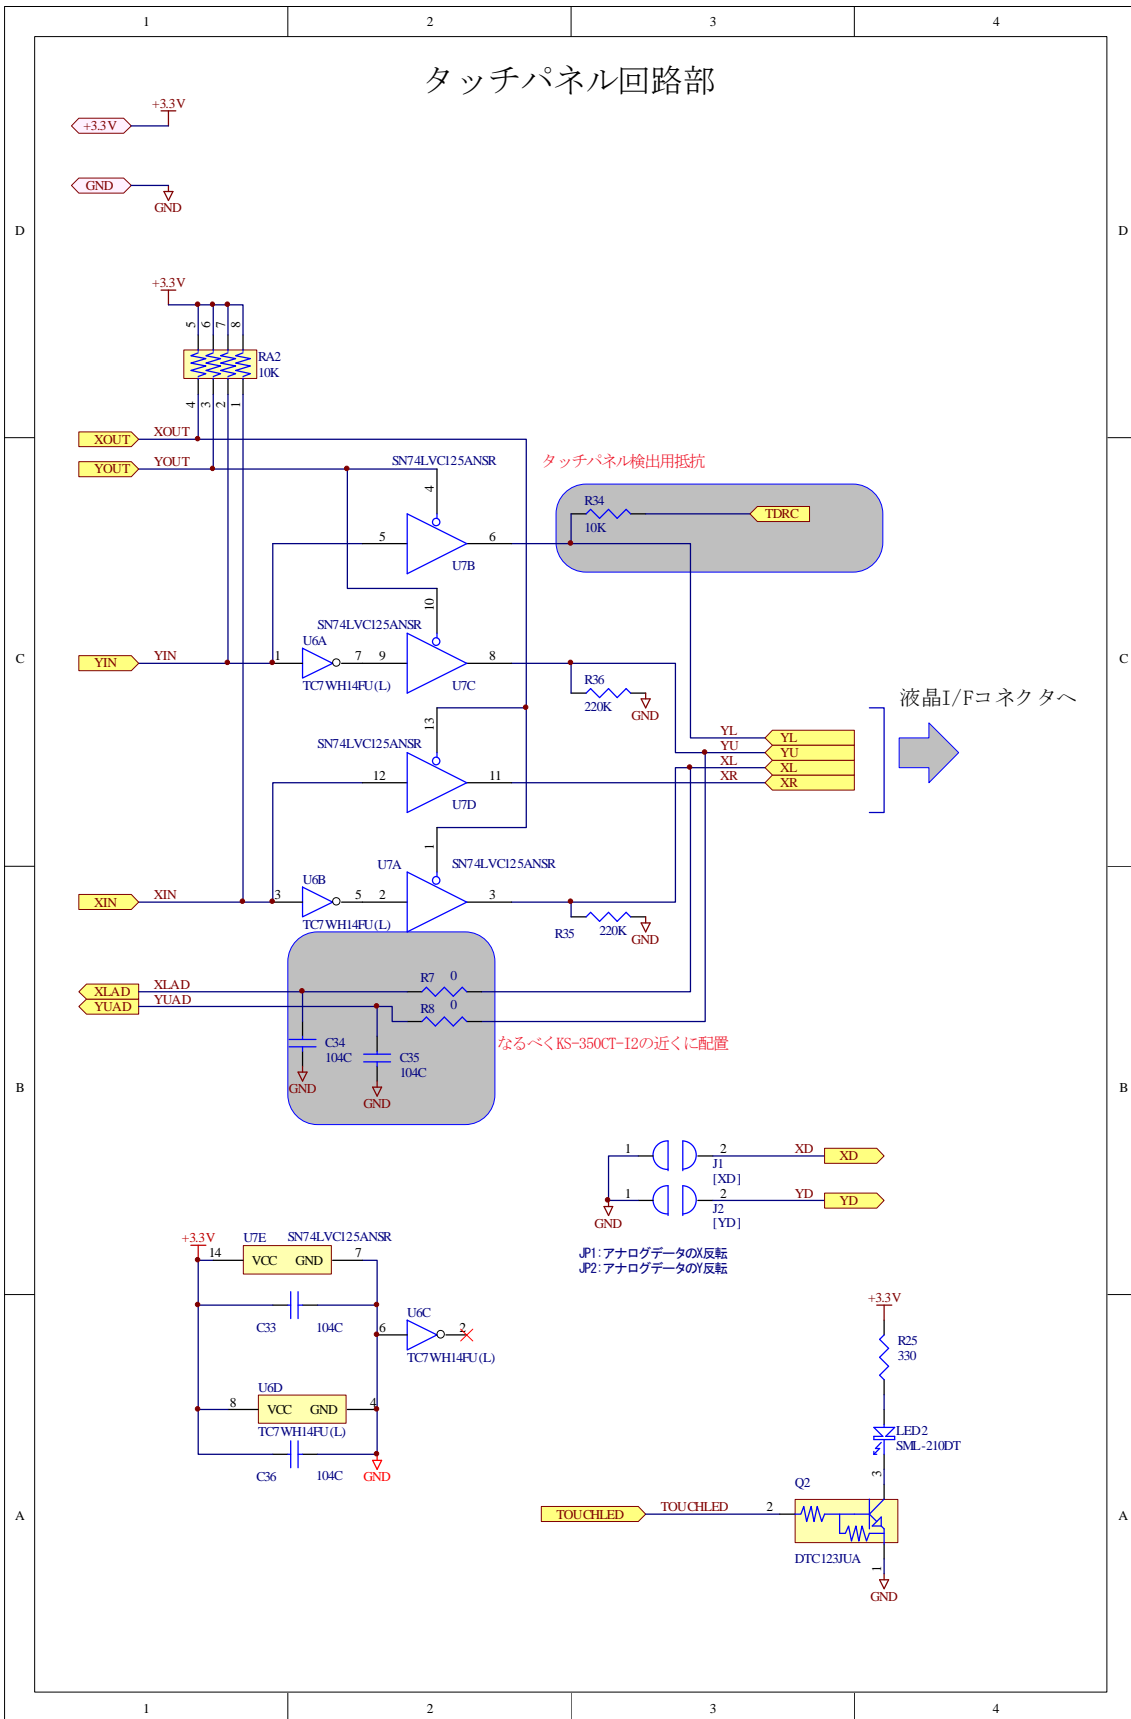 1 2 3 4
タッチパネル回路部
+3.3V
+3.3V
GND
GND
D D
+3.3V
5 6 7 8
RA2
10K
4 3 2 1
XOUT XOUT
YOUT YOUT
SN74LVC125ANSR
タッチパネル検出用抵抗
4
R34
10K
TDRC
5 6
U7B
10
SN74LVC125ANSR
U6A
C C
YIN YIN
1 7 9 8
TC7WH14FU(L)
U7C
R36
220K
GND
液晶I/Fコネクタへ
13
SN74LVC125ANSR
YL YL
YU YU
XL XL
XR XR
12 11
U7D
1
U7A
SN74LVC125ANSR
U6B
XIN XIN
3 5 2 3
TC7WH14FU(L)
R35
220K
GND
R7 0
XLAD XLAD
YUAD YUAD
R8 0
C34
104C
C35
104C
なるべくKS-350CT-I2の近くに配置
GND
GND
B B
1 2 XD XD
J1
[XD]
1 2 YD YD
J2
[YD]
GND
JP1:アナログデータのX反転
JP2:アナログデータのY反転
+3.3V
U7E SN74LVC125ANSR
14 VCC GND 7
C33 104C
U6C
6 2
TC7WH14FU(L)
U6D
8 VCC GND 4
TC7WH14FU(L)
C36 104C
GND
+3.3V
R25
330
LED2
SML-210DT
3
Q2
A A
TOUCHLED TOUCHLED 2
DTC123JUA
1
GND
1 2 3 4